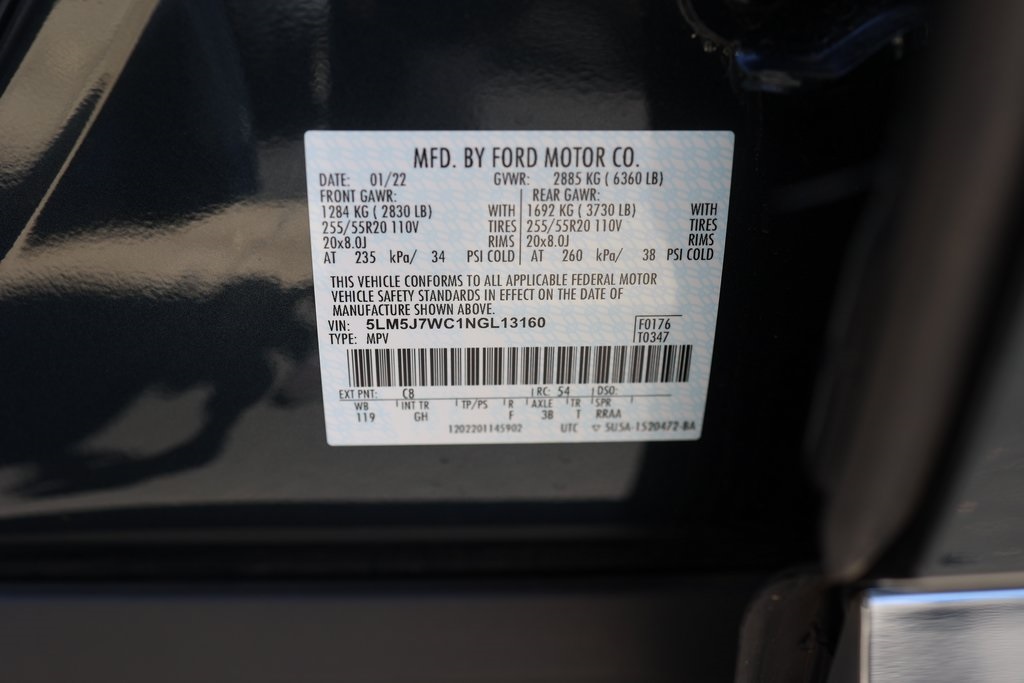 MFD. BY FORD MOTOR CO.
DATE: 01/22 GVWR: 2885 KG ( 6360 LB)
FRONT GAWR: REAR GAWR:
1284 KG ( 2830 LB) WITH 1692 KG ( 3730 LB) WITH
255/55R20 110V TIRES 255/55R20 110V TIRES
20x8.0J RIMS 20x8.0J RIMS
AT 235 kPa/ 34 PSI COLD AT 260 kPa/ 38 PSI COLD
THIS VEHICLE CONFORMS TO ALL APPLICABLE FEDERAL MOTOR
VEHICLE SAFETY STANDARDS IN EFFECT ON THE DATE OF
MANUFACTURE SHOWN ABOVE.
VIN: 5LM5J7WC1NGL13160 F0176
TYPE: MPV T0347
EXT PNT: C8 RC: 54 DSO:
WB INT TR TP/PS R AXLE TR SPR
119 GH F 3B T RRAA
1202201145902 UTC 5U5A-1520472-BA